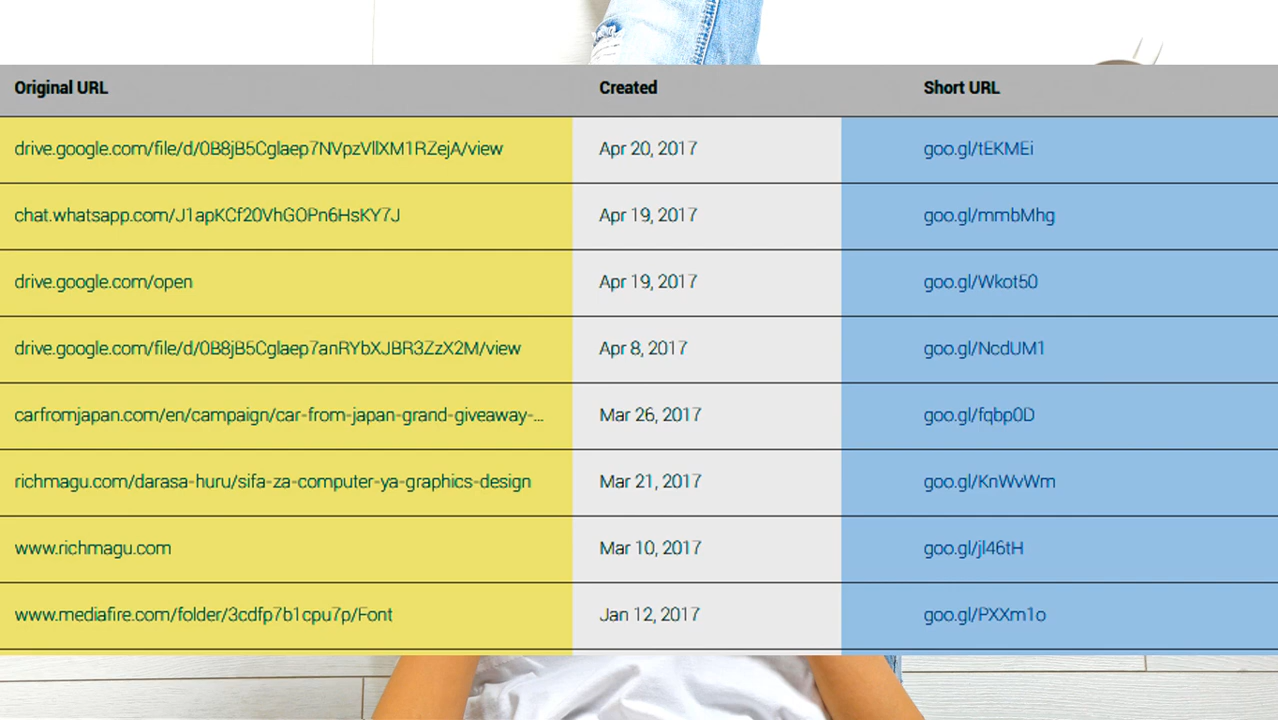 Original URL Created Short URL
drive.google.com/file/d/0B8jB5Cglaep7NVpzVllXM1RZejA/view Apr 20, 2017 goo.gl/tEKMEi
chat.whatsapp.com/J1apKCf20VhGOPn6HsKY7J Apr 19, 2017 goo.gl/mmbMhg
drive.google.com/open Apr 19, 2017 goo.gl/Wkot50
drive.google.com/file/d/0B8jB5Cglaep7anRYbXJBR3ZzX2M/view Apr 8, 2017 goo.gl/NcdUM1
carfromjapan.com/en/campaign/car-from-japan-grand-giveaway-... Mar 26, 2017 goo.gl/fqbp0D
richmagu.com/darasa-huru/sifa-za-computer-ya-graphics-design Mar 21, 2017 goo.gl/KnWvWm
www.richmagu.com Mar 10, 2017 goo.gl/jl46tH
www.mediafire.com/folder/3cdfp7b1cpu7p/Font Jan 12, 2017 goo.gl/PXXm1o